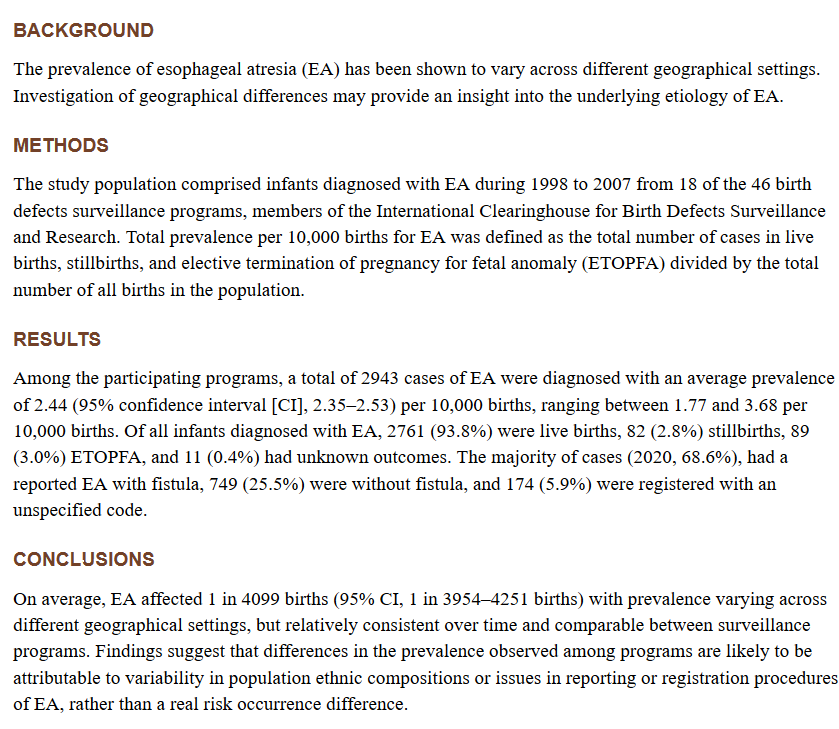 BACKGROUND
The prevalence of esophageal atresia (EA) has been shown to vary across different geographical settings.
Investigation of geographical differences may provide an insight into the underlying etiology of EA.
METHODS
The study population comprised infants diagnosed with EA during 1998 to 2007 from 18 of the 46 birth
defects surveillance programs, members of the International Clearinghouse for Birth Defects Surveillance
and Research. Total prevalence per 10,000 births for EA was defined as the total number of cases in live
births, stillbirths, and elective termination of pregnancy for fetal anomaly (ETOPFA) divided by the total
number of all births in the population.
RESULTS
Among the participating programs, a total of 2943 cases of EA were diagnosed with an average prevalence
of 2.44 (95% confidence interval [CI], 2.35–2.53) per 10,000 births, ranging between 1.77 and 3.68 per
10,000 births. Of all infants diagnosed with EA, 2761 (93.8%) were live births, 82 (2.8%) stillbirths, 89
(3.0%) ETOPFA, and 11 (0.4%) had unknown outcomes. The majority of cases (2020, 68.6%), had a
reported EA with fistula, 749 (25.5%) were without fistula, and 174 (5.9%) were registered with an
unspecified code.
CONCLUSIONS
On average, EA affected 1 in 4099 births (95% CI, 1 in 3954–4251 births) with prevalence varying across
different geographical settings, but relatively consistent over time and comparable between surveillance
programs. Findings suggest that differences in the prevalence observed among programs are likely to be
attributable to variability in population ethnic compositions or issues in reporting or registration procedures
of EA, rather than a real risk occurrence difference.